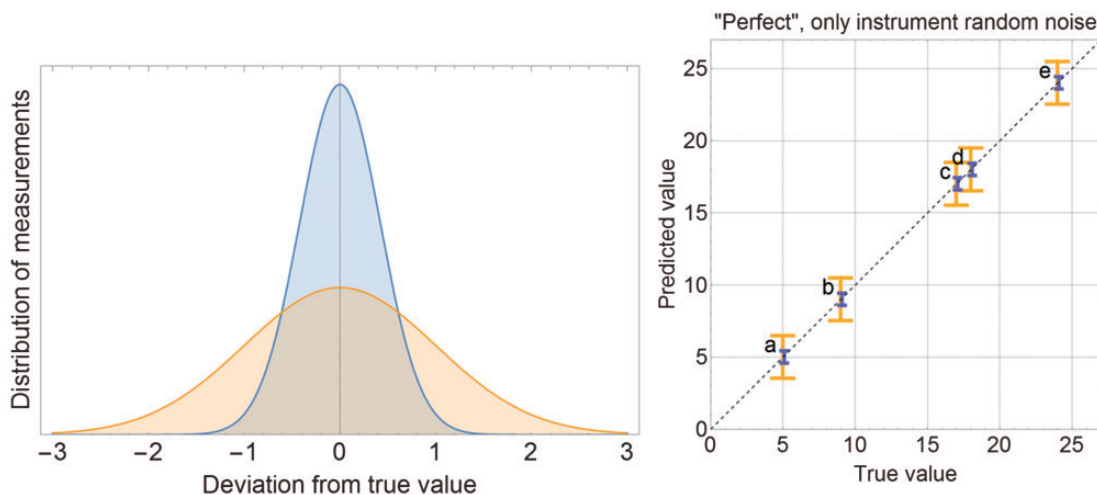 Distribution of measurements
−3 −2 −1 0 1 2 3
Deviation from true value
"Perfect", only instrument random noise
Predicted value
25
20
15
10
5
0
e
d
c
b
a
0 5 10 15 20 25
True value